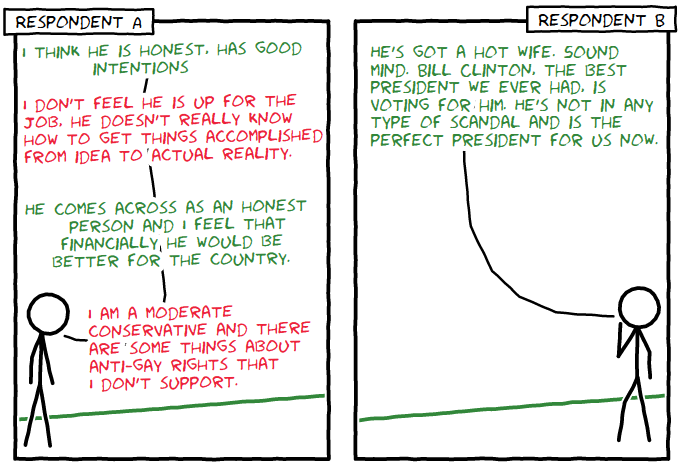 RESPONDENT A
I THINK HE IS HONEST, HAS GOOD
INTENTIONS
I DON'T FEEL HE IS UP FOR THE
JOB. HE DOESN'T REALLY KNOW
HOW TO GET THINGS ACCOMPLISHED
FROM IDEA TO ACTUAL REALITY.
HE COMES ACROSS AS AN HONEST
PERSON AND I FEEL THAT
FINANCIALLY HE WOULD BE
BETTER FOR THE COUNTRY.
I AM A MODERATE
CONSERVATIVE AND THERE
ARE SOME THINGS ABOUT
ANTI-GAY RIGHTS THAT
I DON'T SUPPORT.
RESPONDENT B
HE'S GOT A HOT WIFE. SOUND
MIND. BILL CLINTON, THE BEST
PRESIDENT WE EVER HAD, IS
VOTING FOR HIM. HE'S NOT IN ANY
TYPE OF SCANDAL AND IS THE
PERFECT PRESIDENT FOR US NOW.